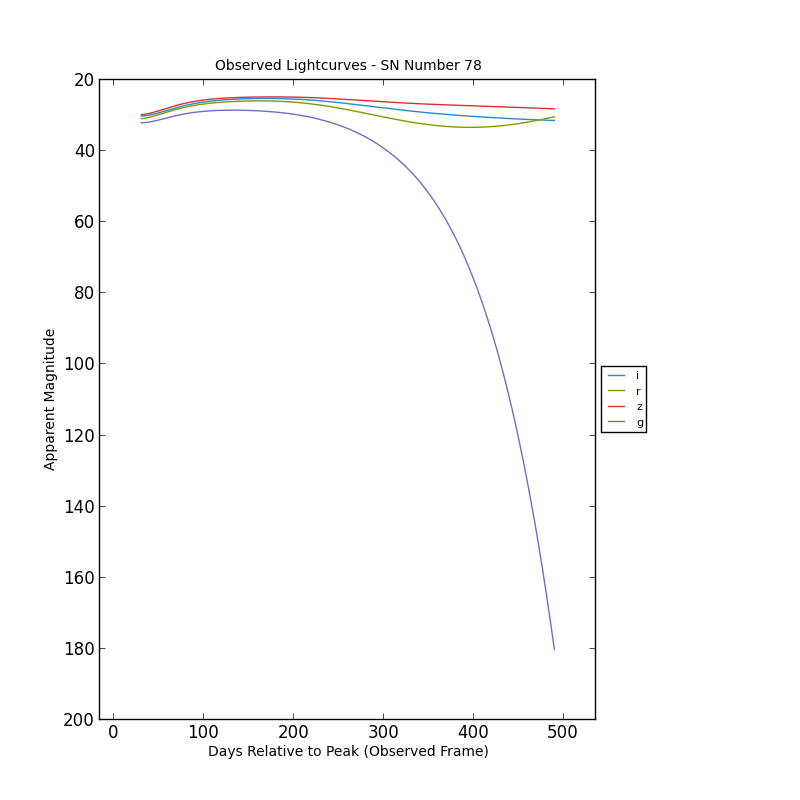 Observed Lightcurves - SN Number 78
20
40
60
80
100
120
140
160
180
200
Apparent Magnitude
0 100 200 300 400 500
Days Relative to Peak (Observed Frame)
i
r
z
g